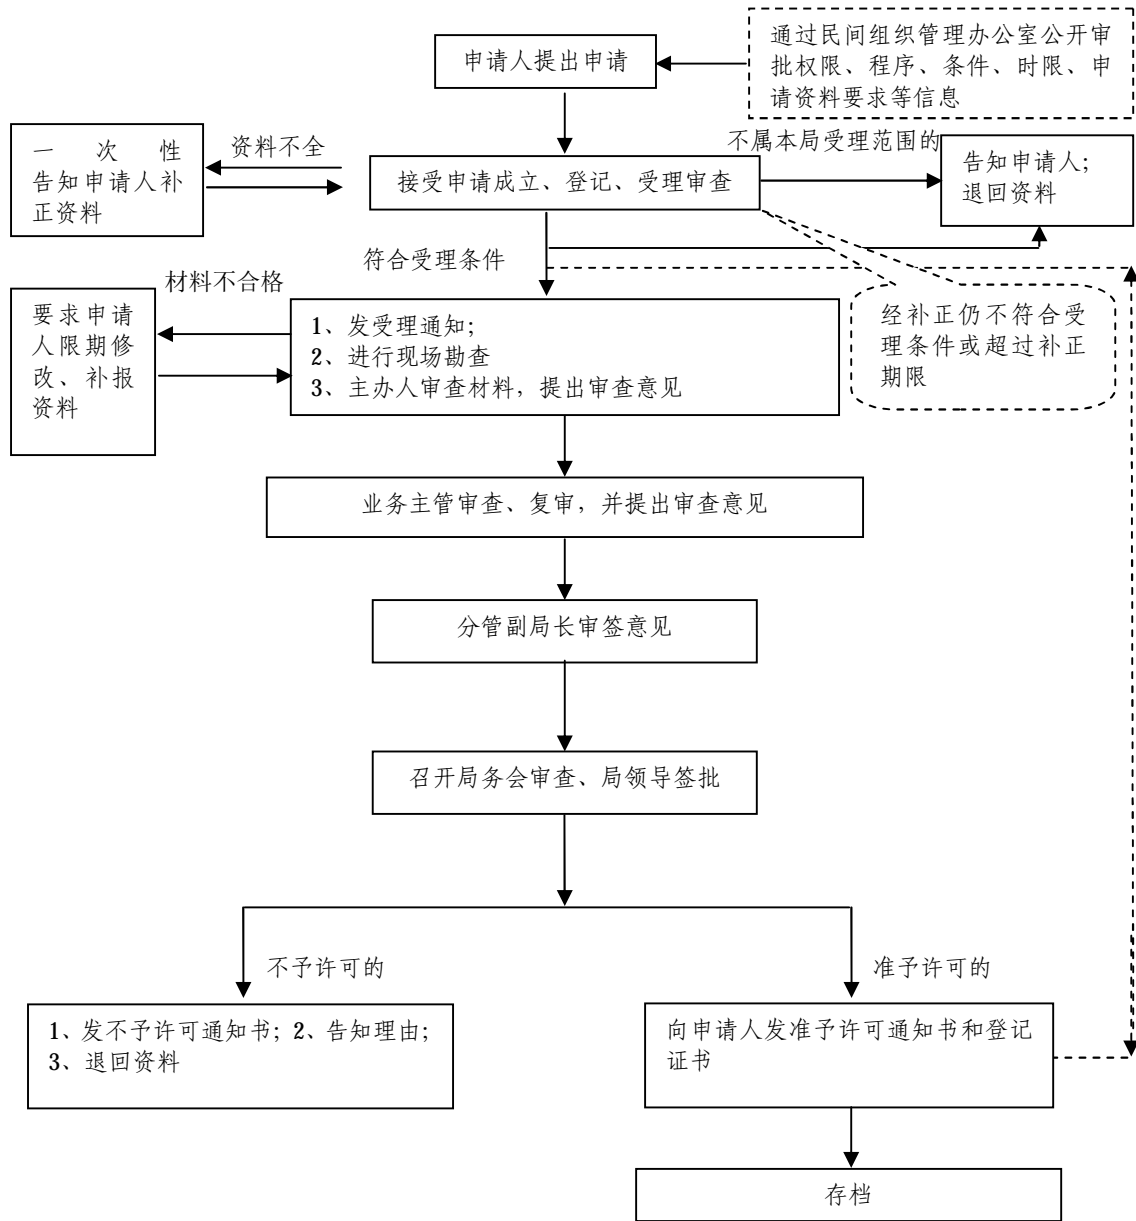 申请人提出申请
通过民间组织管理办公室公开审
批权限、程序、条件、时限、申
请资料要求等信息
一次性
告知申请人补
正资料
资料不全
接受申请成立、登记、受理审查
不属本局受理范围的
告知申请人；
退回资料
符合受理条件
材料不合格
要求申请
人限期修
改、补报
资料
1、发受理通知；
2、进行现场勘查
3、主办人审查材料，提出审查意见
经补正仍不符合受
理条件或超过补正
期限
业务主管审查、复审，并提出审查意见
分管副局长审签意见
召开局务会审查、局领导签批
不予许可的
准予许可的
1、发不予许可通知书；2、告知理由；
3、退回资料
向申请人发准予许可通知书和登记
证书
存档